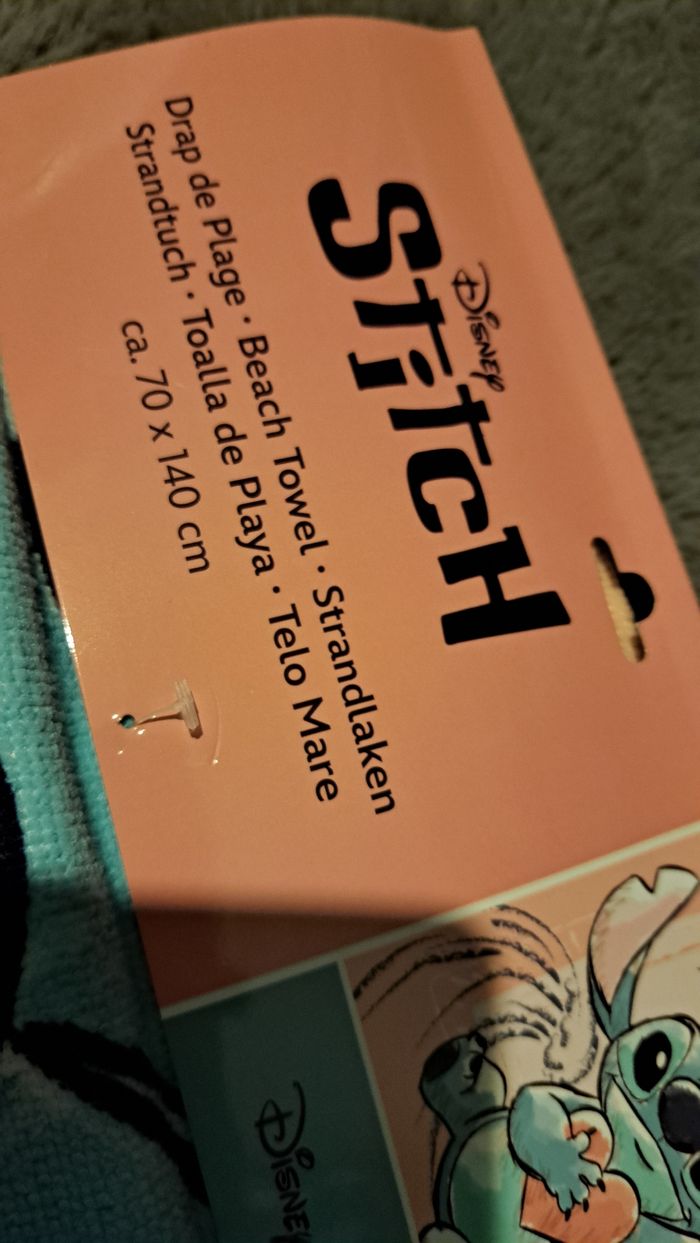 Disney
Stitch
Drap de Plage · Beach Towel · Strandlaken
Strandtuch · Toalla de Playa · Telo Mare
ca. 70 x 140 cm
Disney